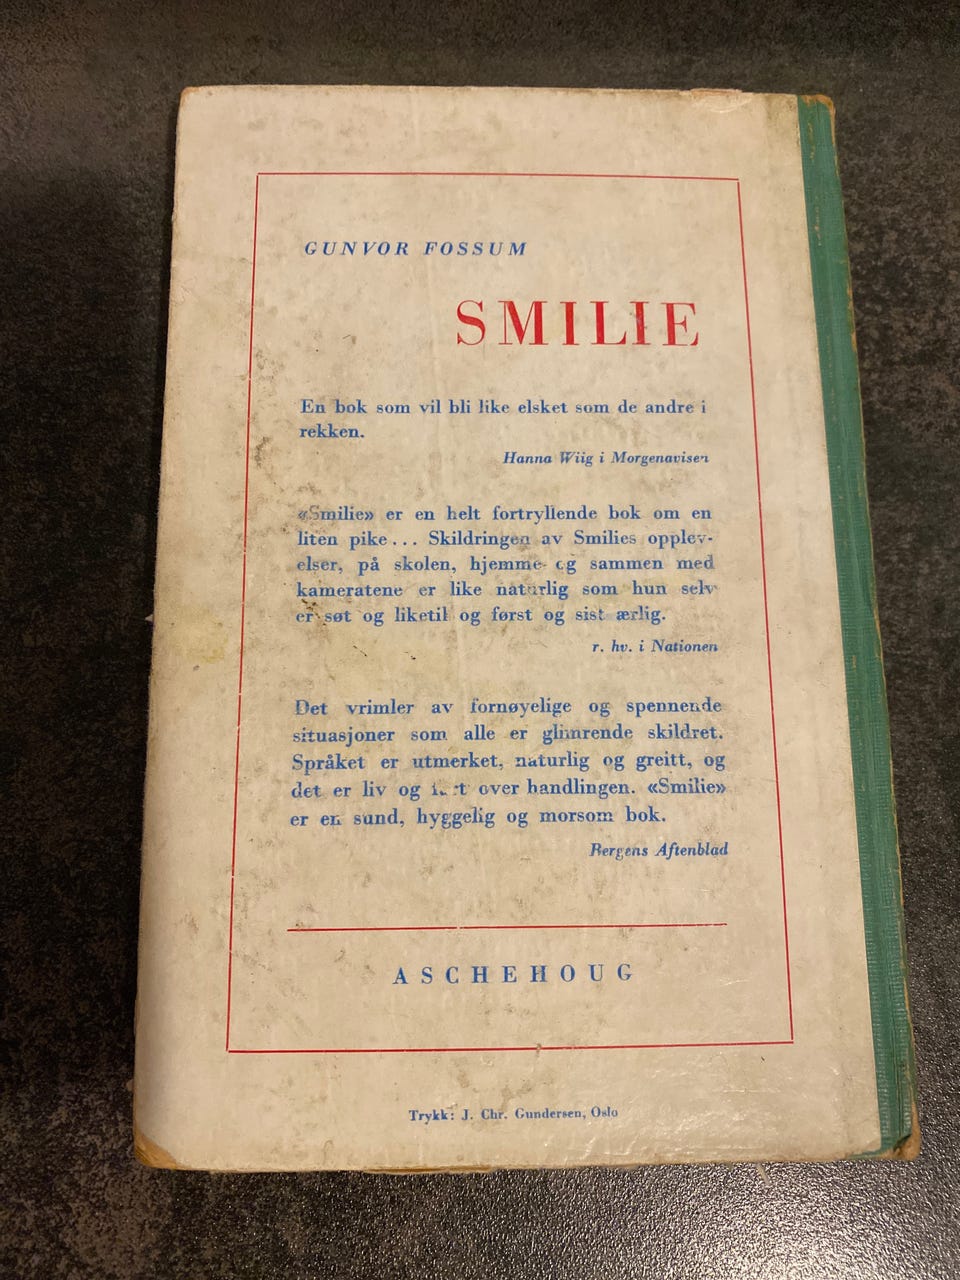 GUNVOR FOSSUM
SMILIE
En bok som vil bli like elsket som de andre i
rekken.
Hanna Wiig i Morgenavisen
«Smilie» er en helt fortryllende bok om en
liten pike... Skildringen av Smilies opplev-
elser, på skolen, hjemme og sammen med
kameratene er like naturlig som hun selv
er søt og liketil og først og sist ærlig.
r. hv. i Nationen
Det vrimler av fornøyelige og spennende
situasjoner som alle er glimrende skildret.
Språket er utmerket, naturlig og greitt, og
det er liv og over handlingen. «Smilie»
er en sund, hyggelig og morsom bok.
Bergens Aftenblad
ASCHEHOUG
Trykk: J. Chr. Gundersen, Oslo